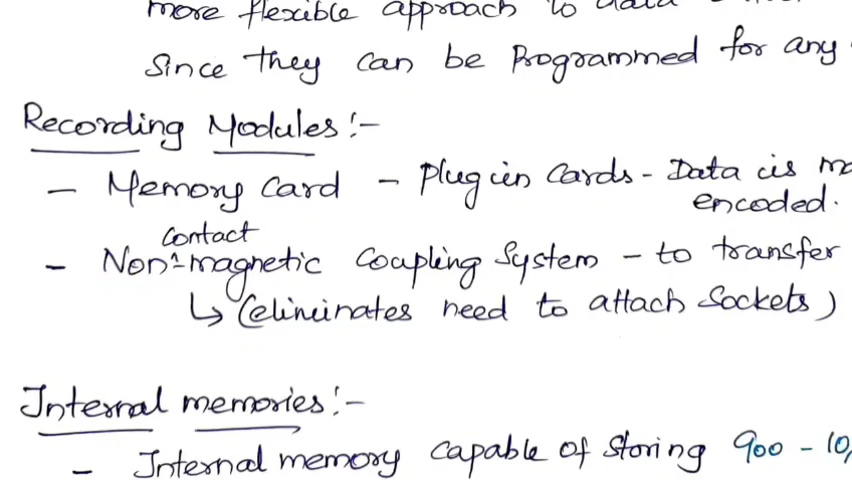 more flexible approach to data
Since they can be Programmed for any
Recording Modules:-
- Memory Card - Plug in Cards - Data is
encoded.
contact
- Non-magnetic Coupling System - to transfer
↳ (eliminates need to attach Sockets)
Internal memories:-
- Internal memory capable of storing 900 - 10,